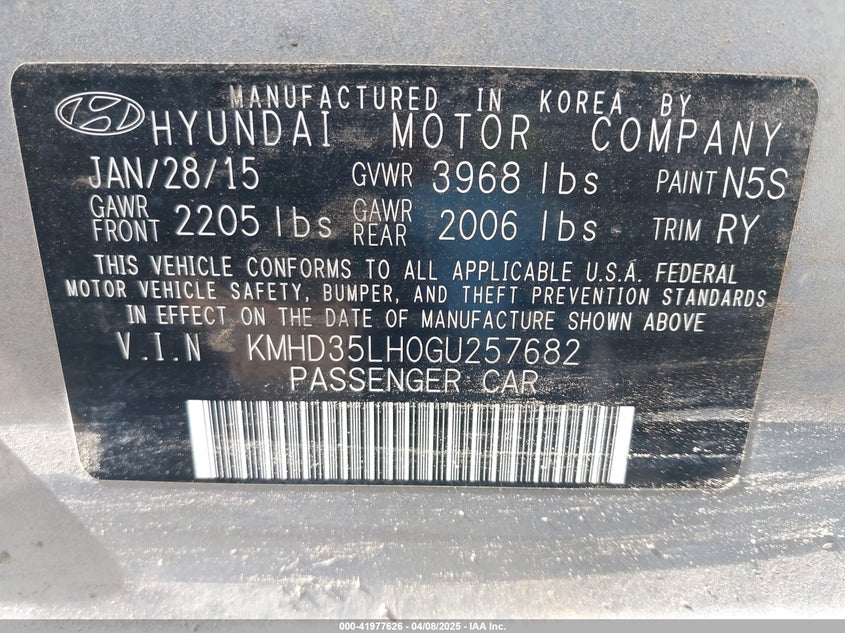 MANUFACTURED IN KOREA BY
HYUNDAI MOTOR COMPANY
JAN/28/15 GVWR 3968 lbs PAINT N5S
GAWR FRONT 2205 lbs GAWR REAR 2006 lbs TRIM RY
THIS VEHICLE CONFORMS TO ALL APPLICABLE U.S.A. FEDERAL
MOTOR VEHICLE SAFETY, BUMPER, AND THEFT PREVENTION STANDARDS
IN EFFECT ON THE DATE OF MANUFACTURE SHOWN ABOVE
V.I.N KMHD35LH0GU257682
PASSENGER CAR
000-41977626 - 04/08/2025 - IAA Inc.